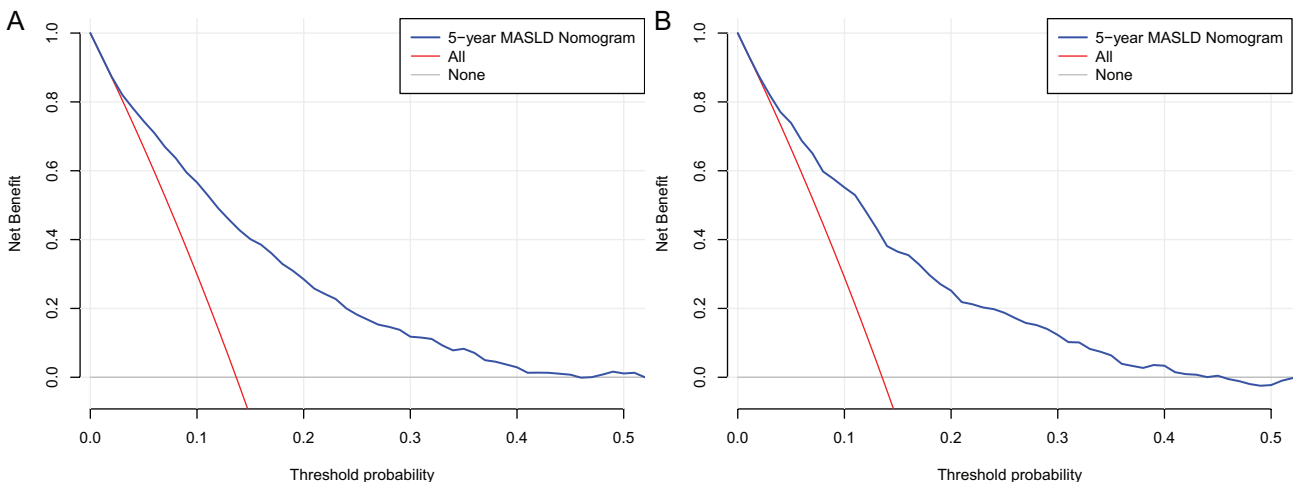 A
5−year MASLD Nomogram
All
None
Net Benefit
1.0
0.8
0.6
0.4
0.2
0.0
0.0 0.1 0.2 0.3 0.4 0.5
Threshold probability
B
5−year MASLD Nomogram
All
None
Net Benefit
1.0
0.8
0.6
0.4
0.2
0.0
0.0 0.1 0.2 0.3 0.4 0.5
Threshold probability